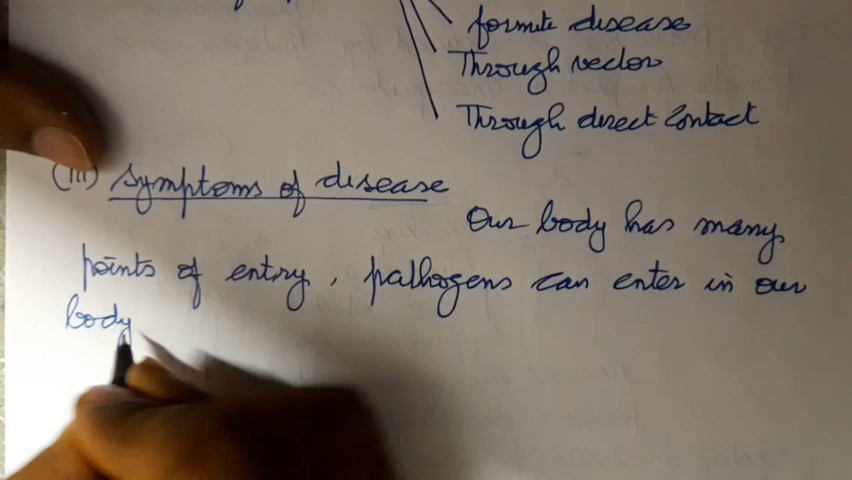 formite disease
Through vector
Through direct contact
(III) Symptoms of disease
Our body has many
points of entry, pathogens can enter in our
body